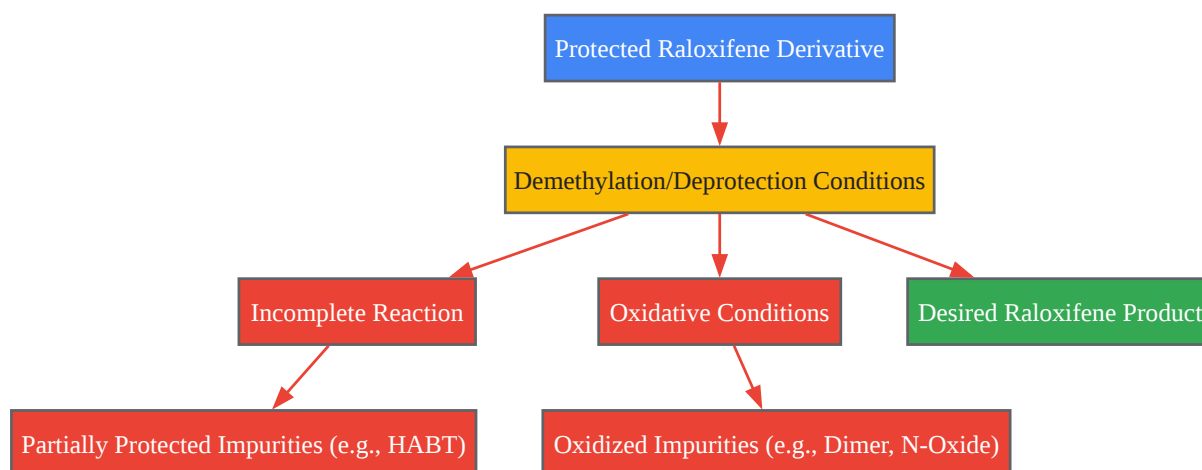 Protected Raloxifene Derivative
Demethylation/Deprotection Conditions
Incomplete Reaction
Oxidative Conditions
Desired Raloxifene Product
Partially Protected Impurities (e.g., HABT)
Oxidized Impurities (e.g., Dimer, N-Oxide)